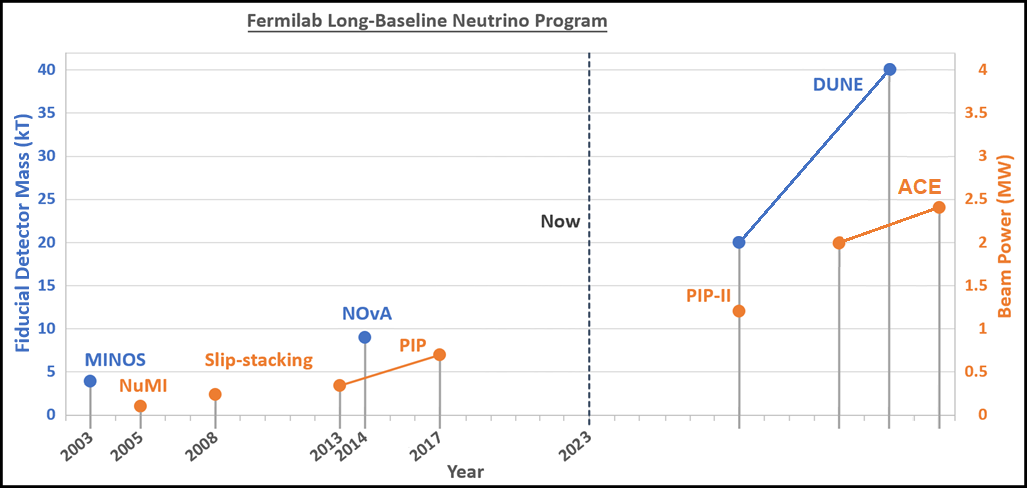 Fermilab Long-Baseline Neutrino Program
40
35
30
25
20
15
10
5
0
Fiducial Detector Mass (kT)
4
3.5
3
2.5
2
1.5
1
0.5
0
Beam Power (MW)
DUNE
ACE
Now
PIP-II
NOvA
MINOS
Slip-stacking
PIP
NuMI
2003
2005
2008
2013
2014
2017
2023
Year